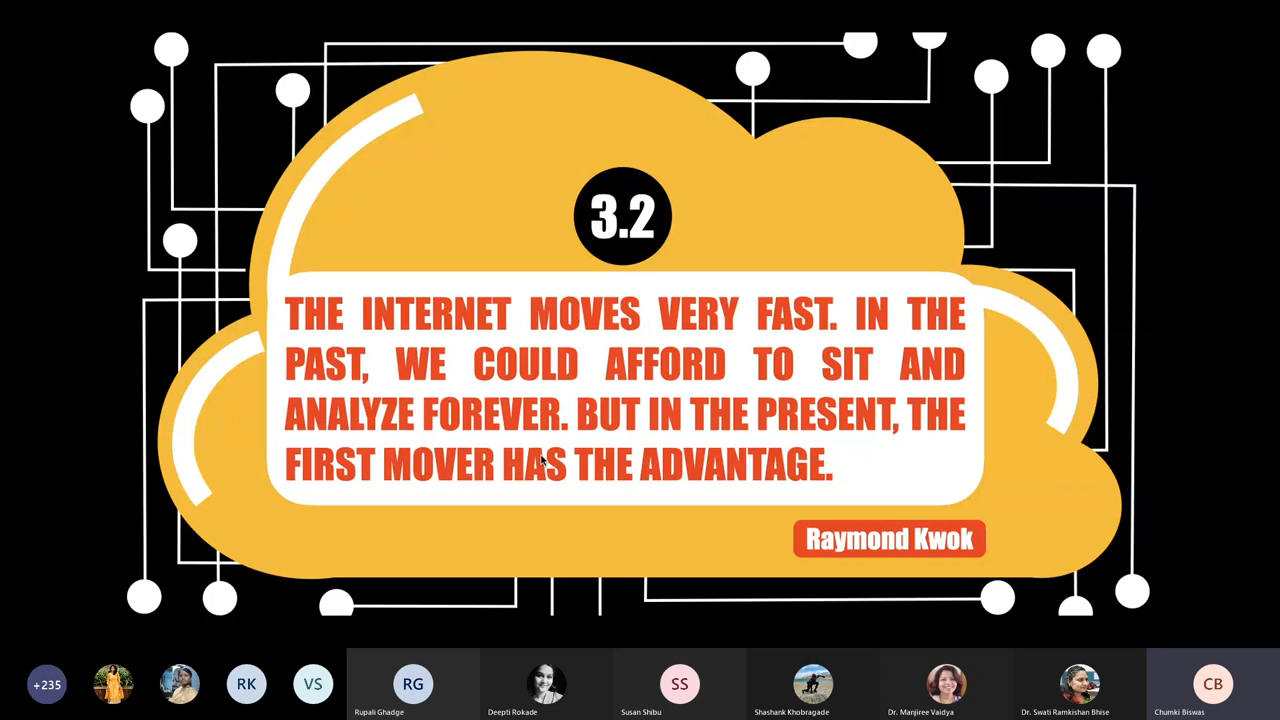 3.2
THE INTERNET MOVES VERY FAST. IN THE
PAST, WE COULD AFFORD TO SIT AND
ANALYZE FOREVER. BUT IN THE PRESENT, THE
FIRST MOVER HAS THE ADVANTAGE.
Raymond Kwok
+235
RK
VS
RG
SS
CB
Rupali Ghadge
Deepti Rokade
Susan Shibu
Shashank Khobragade
Dr. Manjiree Vaidya
Dr. Swati Ramkishan Bhise
Chumki Biswas